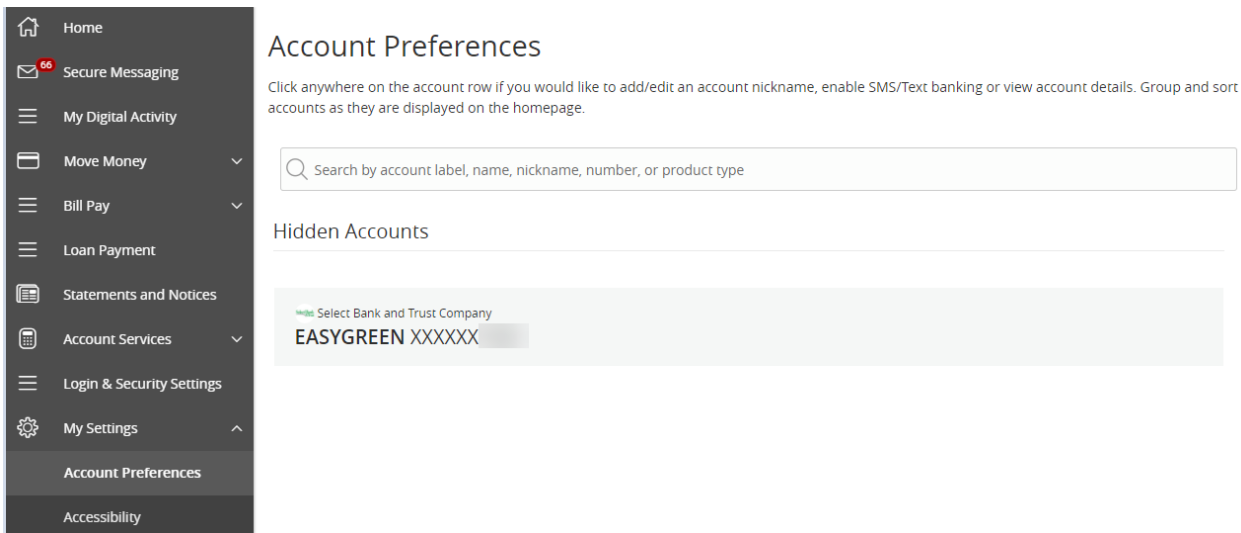 Home
66
Secure Messaging
My Digital Activity
Move Money
Bill Pay
Loan Payment
Statements and Notices
Account Services
Login & Security Settings
My Settings
Account Preferences
Accessibility
Account Preferences
Click anywhere on the account row if you would like to add/edit an account nickname, enable SMS/Text banking or view account details. Group and sort
accounts as they are displayed on the homepage.
Search by account label, name, nickname, number, or product type
Hidden Accounts
Select Bank and Trust Company
EASYGREEN XXXXXX